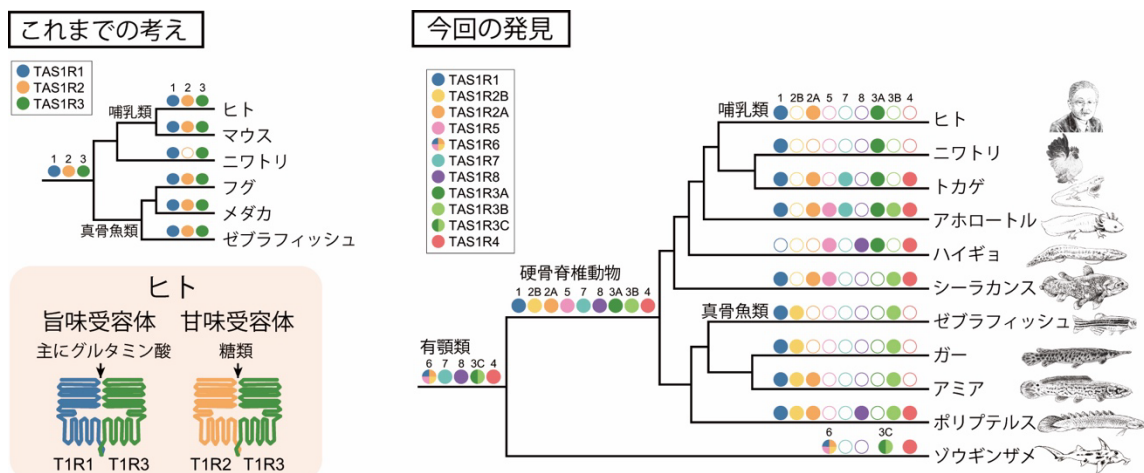 これまでの考え
TAS1R1
TAS1R2
TAS1R3
1 2 3
哺乳類
ヒト
マウス
1 2 3
ニワトリ
フグ
メダカ
真骨魚類
ゼブラフィッシュ
ヒト
旨味受容体 甘味受容体
主にグルタミン酸 糖類
T1R1 T1R3 T1R2 T1R3
今回の発見
TAS1R1
TAS1R2B
TAS1R2A
TAS1R5
TAS1R6
TAS1R7
TAS1R8
TAS1R3A
TAS1R3B
TAS1R3C
TAS1R4
1 2B 2A 5 7 8 3A 3B 4
哺乳類
ヒト
ニワトリ
トカゲ
アホロートル
ハイギョ
硬骨脊椎動物
シーラカンス
1 2B 2A 5 7 8 3A 3B 4
真骨魚類
ゼブラフィッシュ
有顎類
ガー
6 7 8 3C 4
アミア
ポリプテルス
6 3C
ゾウギンザメ